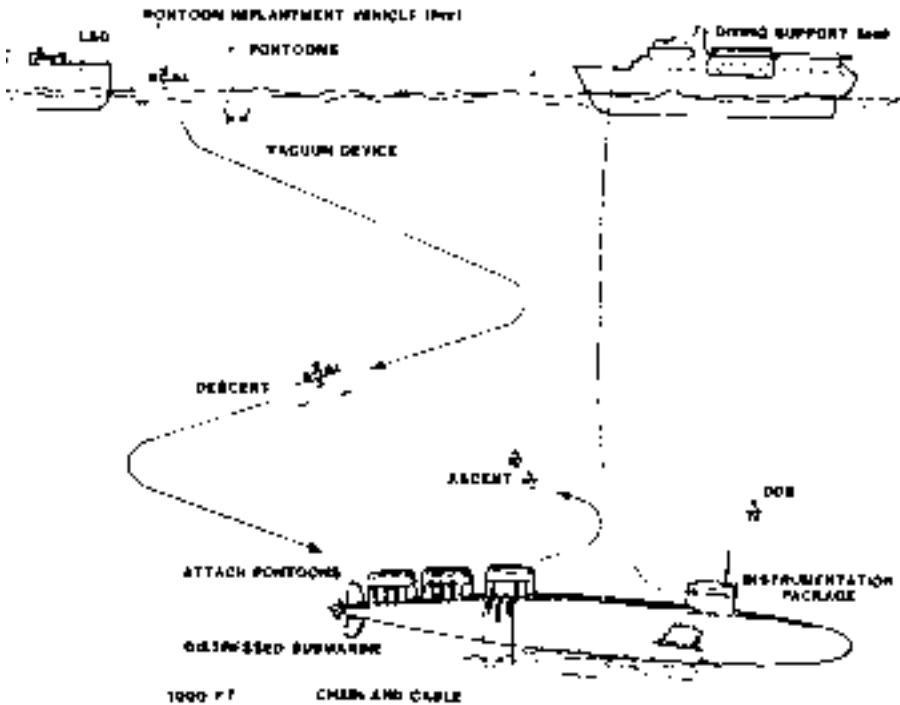 PONTOON IMPLANTMENT VEHICLE (PIV)
LSD
PONTOONS
DIVING SUPPORT
VACUUM DEVICE
DESCENT
ASCENT
ATTACH PONTOONS
INSTRUMENTATION
PACKAGE
DISTRESSED SUBMARINE
1000 FT
CHAIN AND CABLE